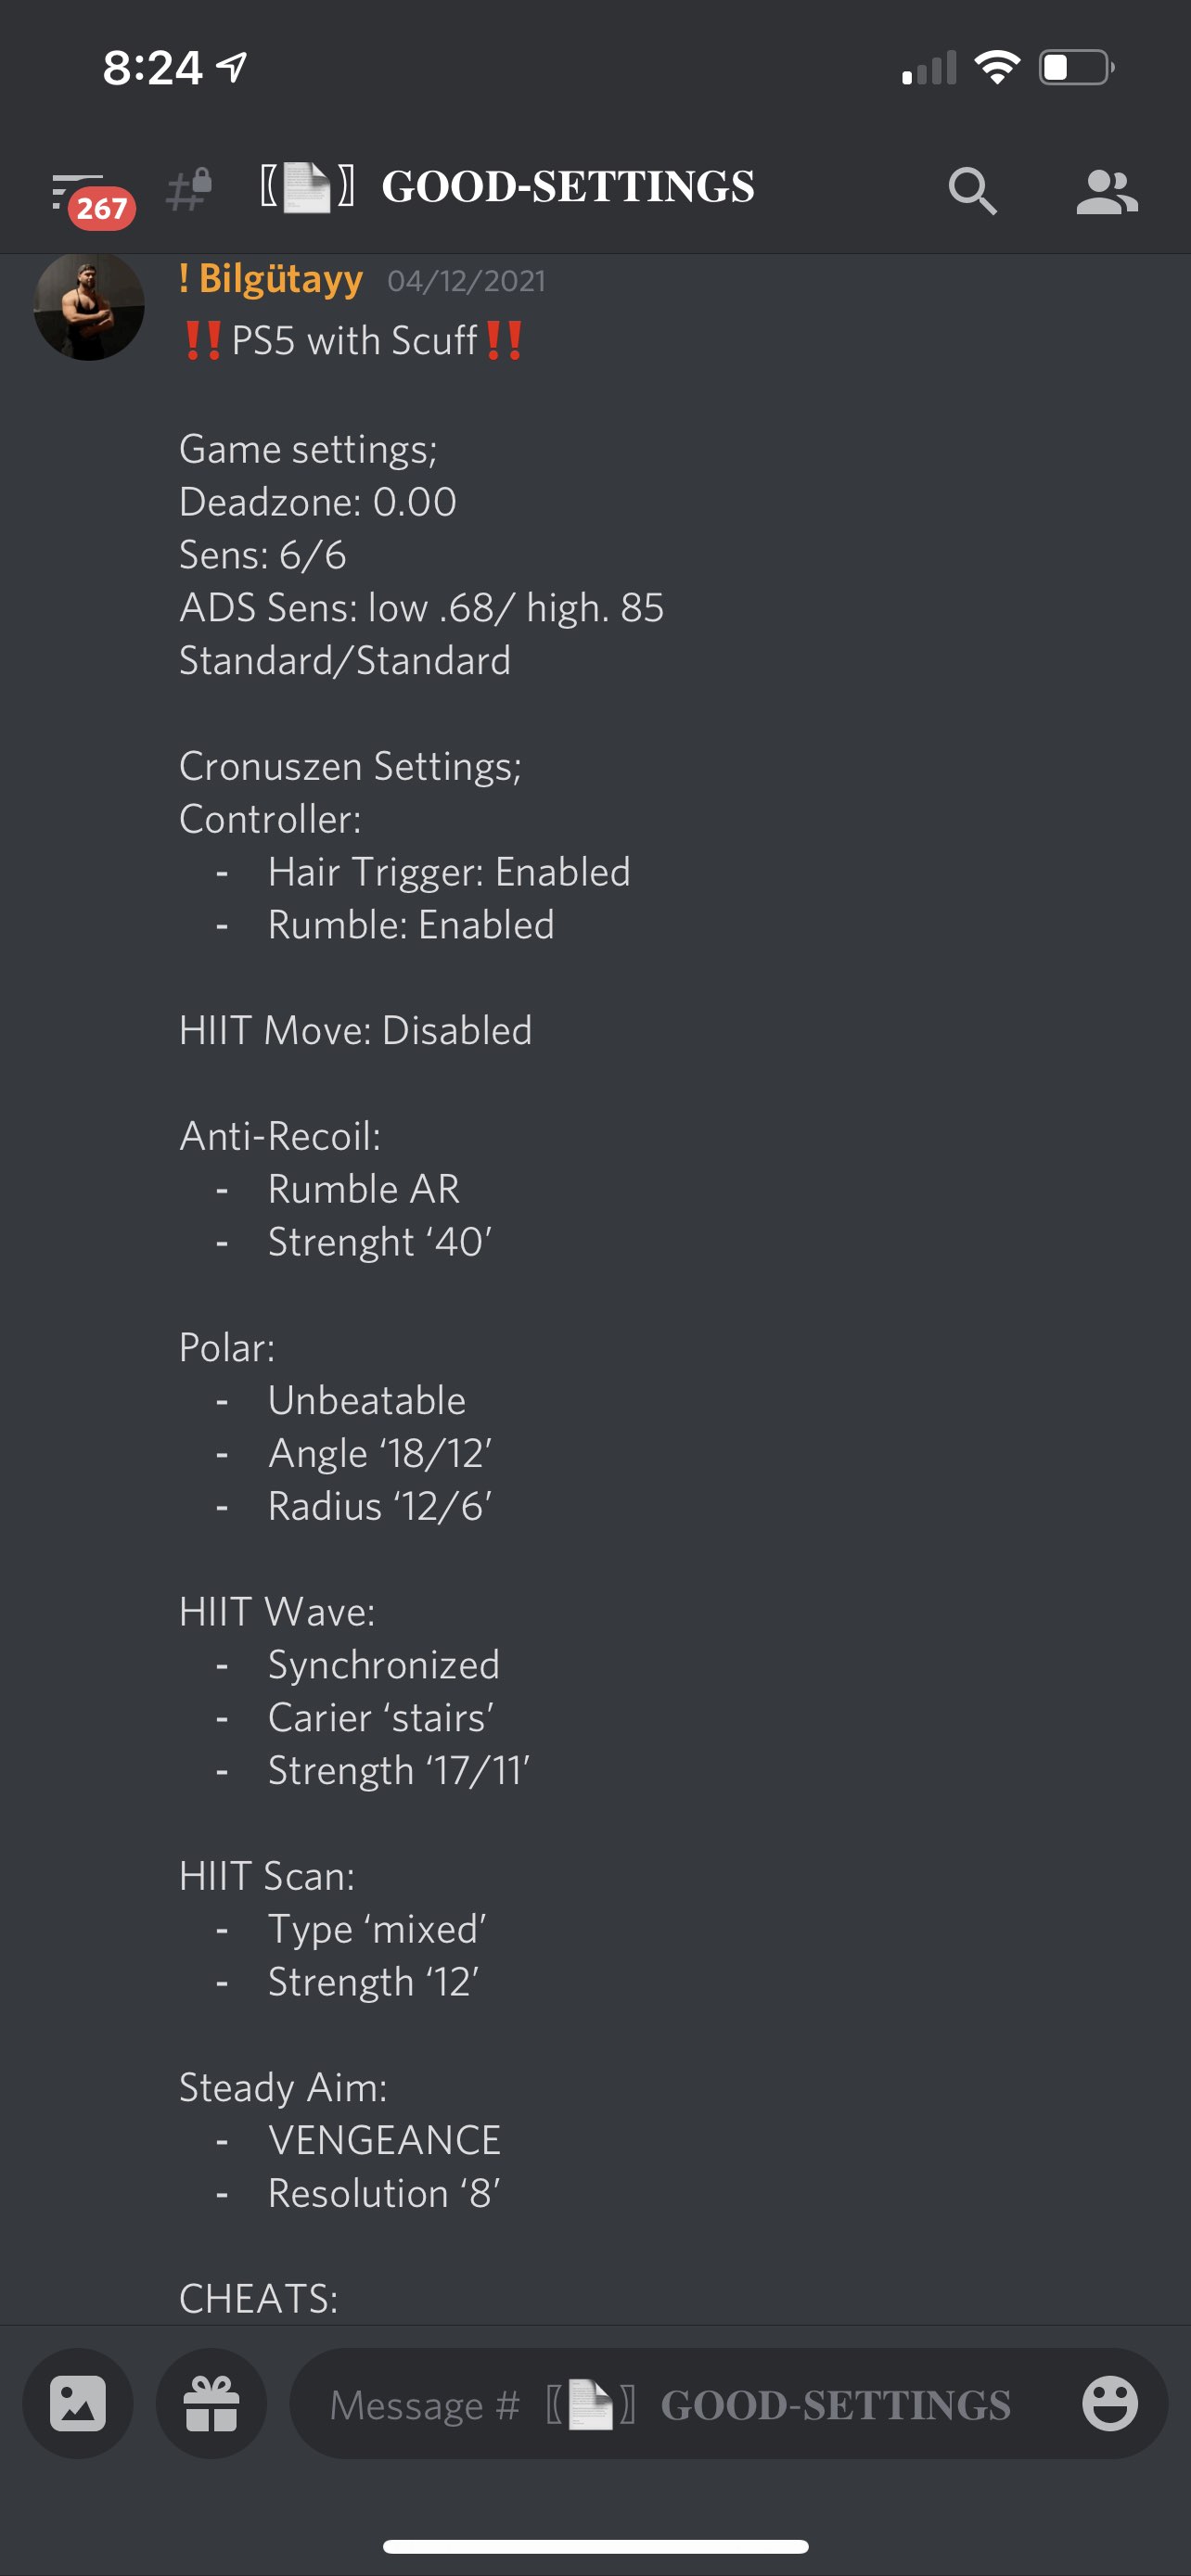 8:24
267
# 〖📄〗 GOOD-SETTINGS
! Bilgütayy 04/12/2021
‼️PS5 with Scuff‼️
Game settings;
Deadzone: 0.00
Sens: 6/6
ADS Sens: low .68/ high. 85
Standard/Standard
Cronuszen Settings;
Controller:
- Hair Trigger: Enabled
- Rumble: Enabled
HIIT Move: Disabled
Anti-Recoil:
- Rumble AR
- Strenght ‘40’
Polar:
- Unbeatable
- Angle ‘18/12’
- Radius ‘12/6’
HIIT Wave:
- Synchronized
- Carier ‘stairs’
- Strength ‘17/11’
HIIT Scan:
- Type ‘mixed’
- Strength ‘12’
Steady Aim:
- VENGEANCE
- Resolution ‘8’
CHEATS:
Message # 〖📄〗 GOOD-SETTINGS